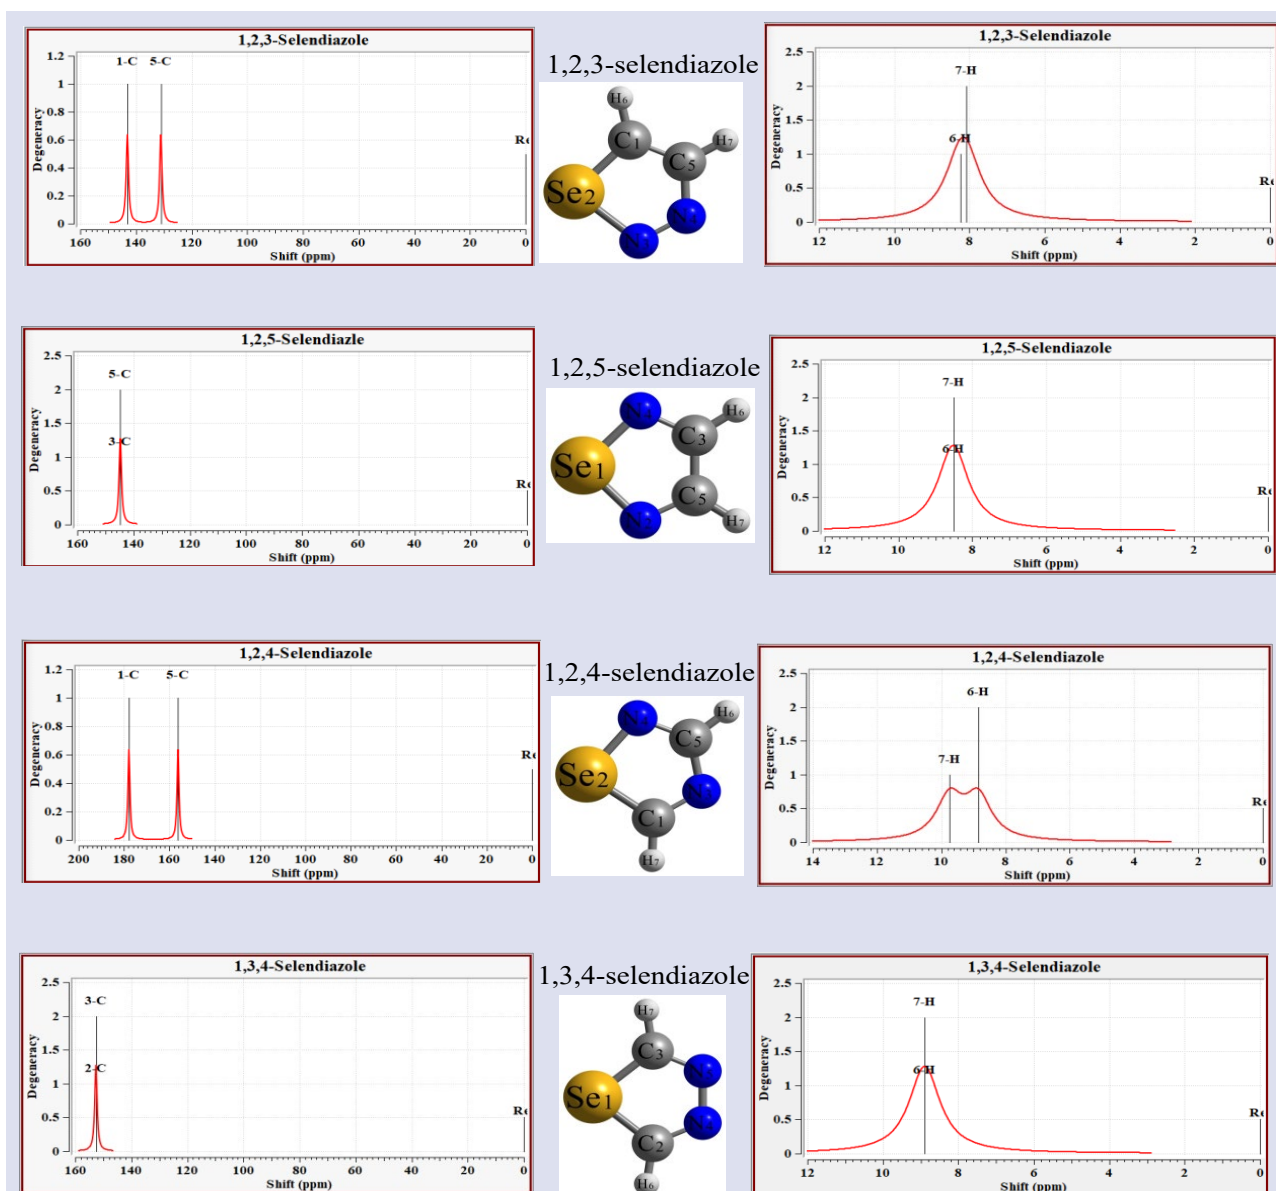 1,2,3-Selendiazole
1-C 5-C
1.2
1
0.8
0.6
0.4
0.2
0
Degeneracy
160 140 120 100 80 60 40 20 0
Shift (ppm)
Re
1,2,3-selendiazole
H6
C1
H7
C5
Se2
N4
N3
1,2,3-Selendiazole
7-H
6-H
2.5
2
1.5
1
0.5
0
Degeneracy
12 10 8 6 4 2 0
Shift (ppm)
Re
1,2,5-Selendiazle
5-C
3-C
2.5
2
1.5
1
0.5
0
Degeneracy
160 140 120 100 80 60 40 20 0
Shift (ppm)
Re
1,2,5-selendiazole
N4
H6
C3
Se1
C5
N2
H7
1,2,5-Selendiazole
7-H
6-H
2.5
2
1.5
1
0.5
0
Degeneracy
12 10 8 6 4 2 0
Shift (ppm)
Re
1,2,4-Selendiazole
1-C 5-C
1.2
1
0.8
0.6
0.4
0.2
0
Degeneracy
200 180 160 140 120 100 80 60 40 20 0
Shift (ppm)
Re
1,2,4-selendiazole
N4
H6
C5
Se2
N3
C1
H7
1,2,4-Selendiazole
6-H
7-H
2.5
2
1.5
1
0.5
0
Degeneracy
14 12 10 8 6 4 2 0
Shift (ppm)
Re
1,3,4-Selendiazole
3-C
2-C
2.5
2
1.5
1
0.5
0
Degeneracy
160 140 120 100 80 60 40 20 0
Shift (ppm)
Re
1,3,4-selendiazole
H7
C3
N5
Se1
N4
C2
H6
1,3,4-Selendiazole
7-H
6-H
2.5
2
1.5
1
0.5
0
Degeneracy
12 10 8 6 4 2 0
Shift (ppm)
Re